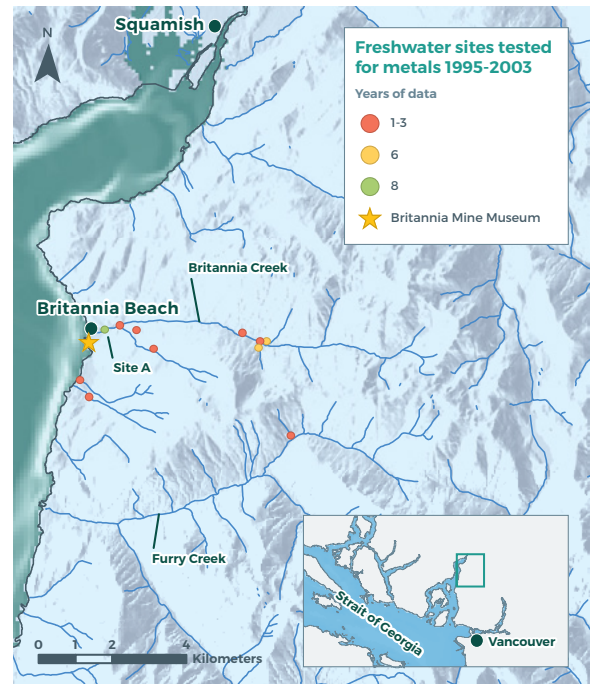 Squamish
N
Freshwater sites tested
for metals 1995-2003
Years of data
1-3
6
8
Britannia Mine Museum
Britannia Creek
Britannia Beach
Site A
Furry Creek
Strait of Georgia
Vancouver
0 1 2 4
Kilometers